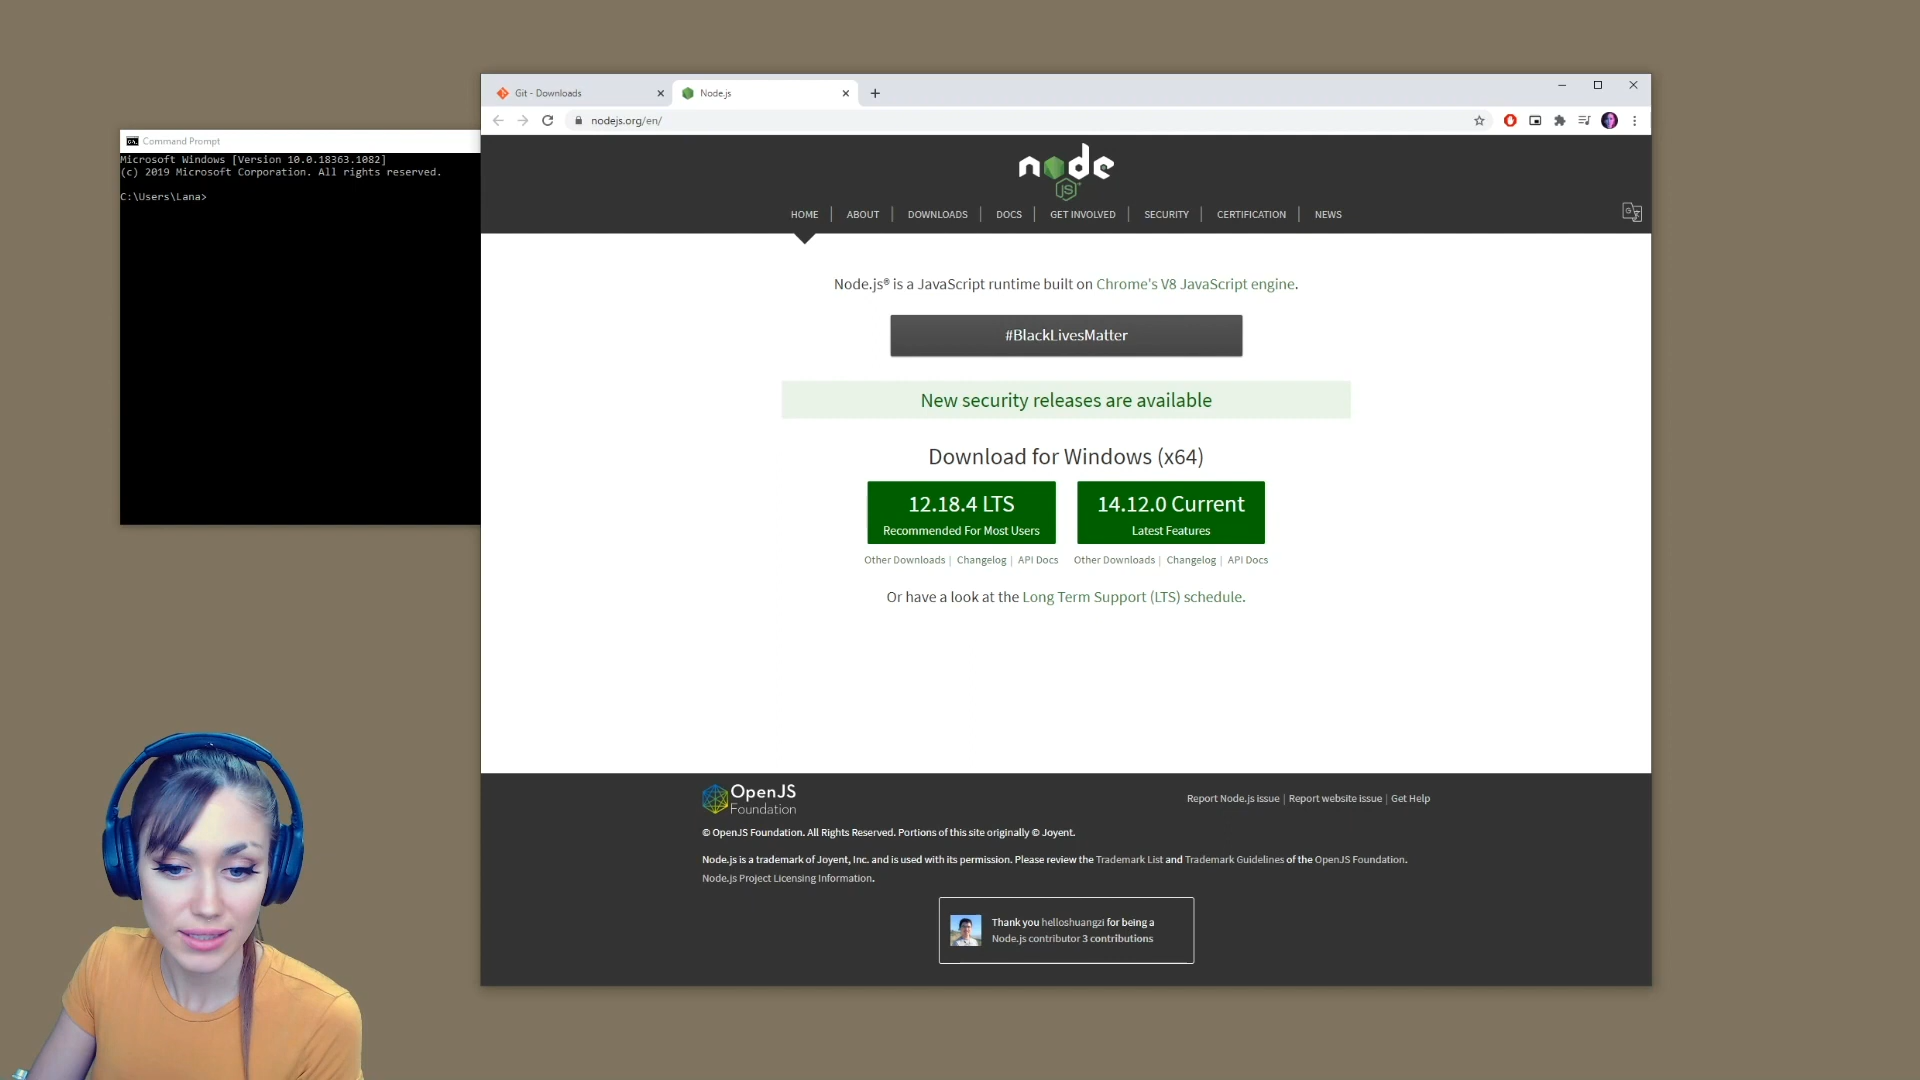 Git - Downloads
Node.js
nodejs.org/en/
Command Prompt
Microsoft Windows [Version 10.0.18363.1082]
(c) 2019 Microsoft Corporation. All rights reserved.
C:\Users\Lana>
node
JS
HOME | ABOUT | DOWNLOADS | DOCS | GET INVOLVED | SECURITY | CERTIFICATION | NEWS
Node.js® is a JavaScript runtime built on Chrome's V8 JavaScript engine.
#BlackLivesMatter
New security releases are available
Download for Windows (x64)
12.18.4 LTS
Recommended For Most Users
14.12.0 Current
Latest Features
Other Downloads | Changelog | API Docs
Other Downloads | Changelog | API Docs
Or have a look at the Long Term Support (LTS) schedule.
OpenJS
Foundation
Report Node.js issue | Report website issue | Get Help
© OpenJS Foundation. All Rights Reserved. Portions of this site originally © Joyent.
Node.js is a trademark of Joyent, Inc. and is used with its permission. Please review the Trademark List and Trademark Guidelines of the OpenJS Foundation.
Node.js Project Licensing Information.
Thank you helloshuangzi for being a
Node.js contributor 3 contributions